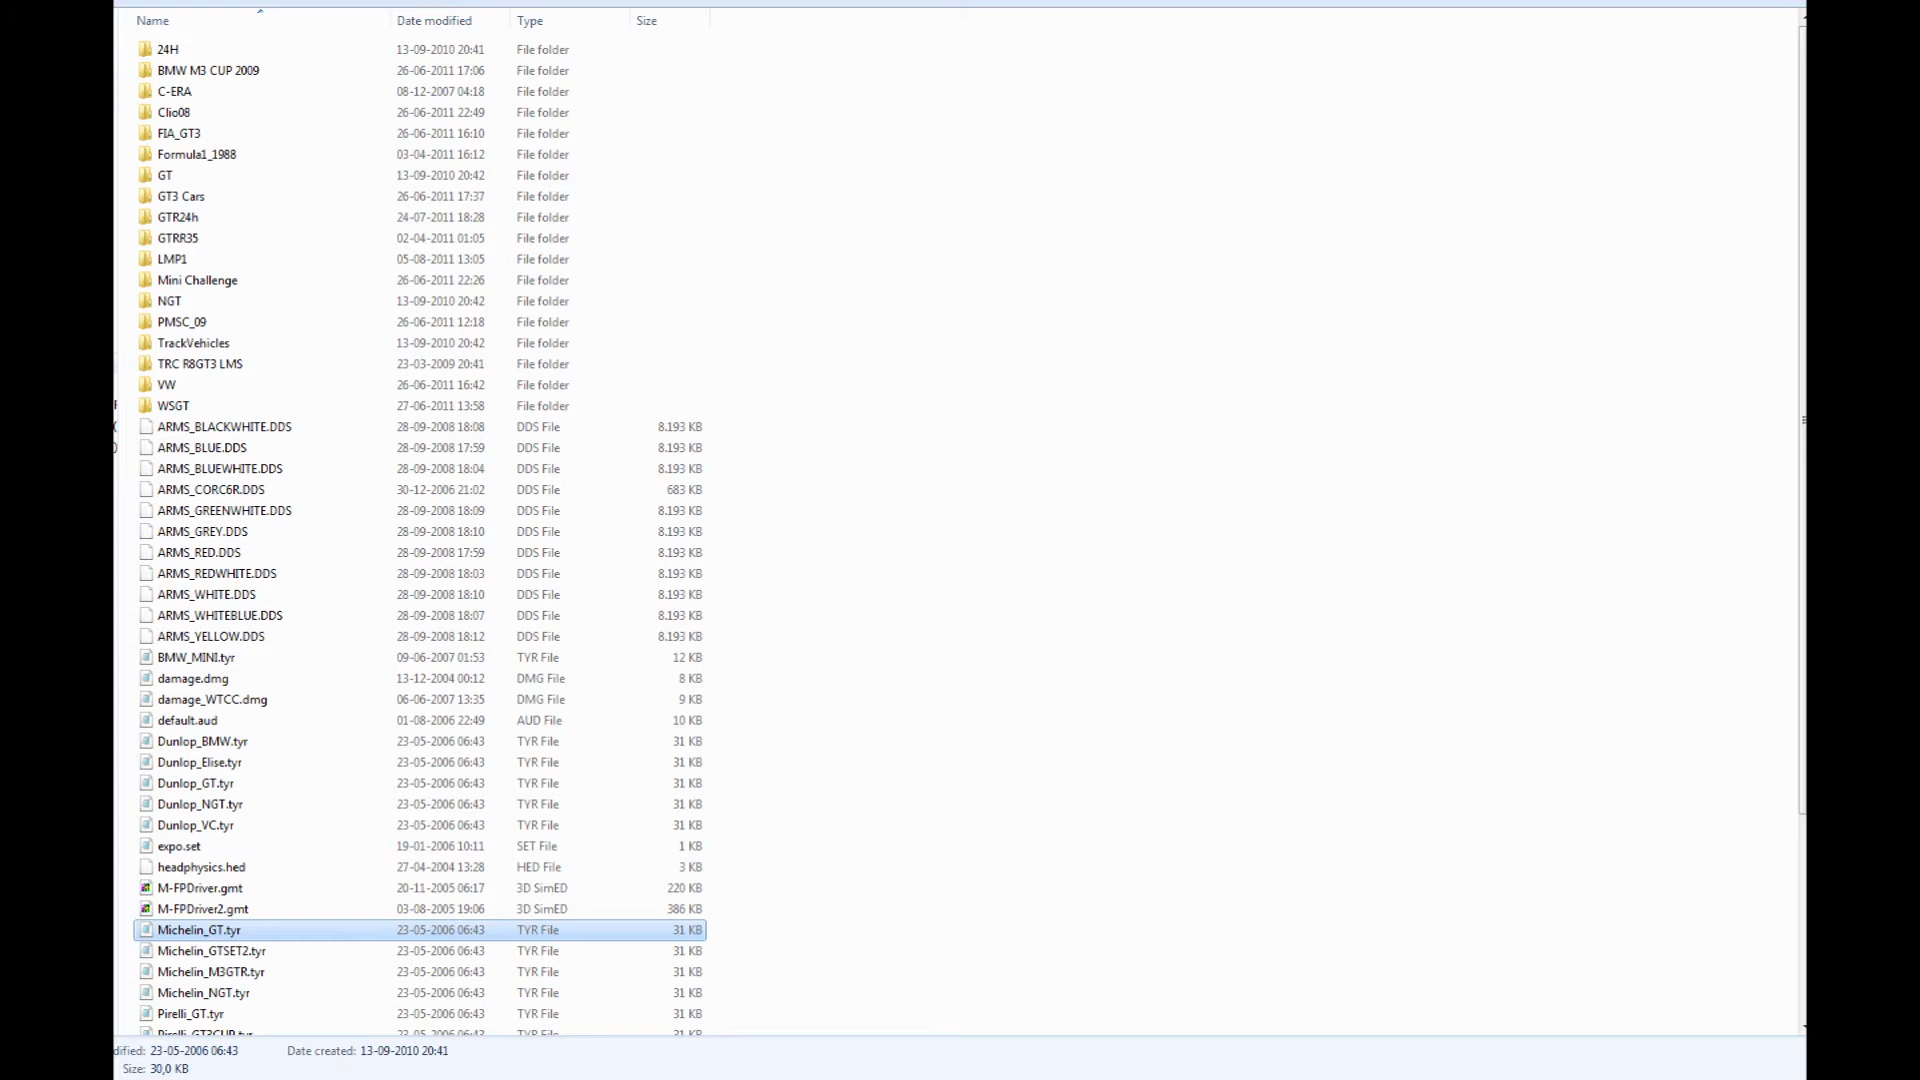 Name Date modified Type Size
24H 13-09-2010 20:41 File folder
BMW M3 CUP 2009 26-06-2011 17:06 File folder
C-ERA 08-12-2007 04:18 File folder
Clio08 26-06-2011 22:49 File folder
FIA_GT3 26-06-2011 16:10 File folder
Formula1_1988 03-04-2011 16:12 File folder
GT 13-09-2010 20:42 File folder
GT3 Cars 26-06-2011 17:37 File folder
GTR24h 24-07-2011 18:28 File folder
GTRR35 02-04-2011 01:05 File folder
LMP1 05-08-2011 13:05 File folder
Mini Challenge 26-06-2011 22:26 File folder
NGT 13-09-2010 20:42 File folder
PMSC_09 26-06-2011 12:18 File folder
TrackVehicles 13-09-2010 20:42 File folder
TRC R8GT3 LMS 23-03-2009 20:41 File folder
VW 26-06-2011 16:42 File folder
WSGT 27-06-2011 13:58 File folder
ARMS_BLACKWHITE.DDS 28-09-2008 18:08 DDS File 8.193 KB
ARMS_BLUE.DDS 28-09-2008 17:59 DDS File 8.193 KB
ARMS_BLUEWHITE.DDS 28-09-2008 18:04 DDS File 8.193 KB
ARMS_CORC6R.DDS 30-12-2006 21:02 DDS File 683 KB
ARMS_GREENWHITE.DDS 28-09-2008 18:09 DDS File 8.193 KB
ARMS_GREY.DDS 28-09-2008 18:10 DDS File 8.193 KB
ARMS_RED.DDS 28-09-2008 17:59 DDS File 8.193 KB
ARMS_REDWHITE.DDS 28-09-2008 18:03 DDS File 8.193 KB
ARMS_WHITE.DDS 28-09-2008 18:10 DDS File 8.193 KB
ARMS_WHITEBLUE.DDS 28-09-2008 18:07 DDS File 8.193 KB
ARMS_YELLOW.DDS 28-09-2008 18:12 DDS File 8.193 KB
BMW_MINI.tyr 09-06-2007 01:53 TYR File 12 KB
damage.dmg 13-12-2004 00:12 DMG File 8 KB
damage_WTCC.dmg 06-06-2007 13:35 DMG File 9 KB
default.aud 01-08-2006 22:49 AUD File 10 KB
Dunlop_BMW.tyr 23-05-2006 06:43 TYR File 31 KB
Dunlop_Elise.tyr 23-05-2006 06:43 TYR File 31 KB
Dunlop_GT.tyr 23-05-2006 06:43 TYR File 31 KB
Dunlop_NGT.tyr 23-05-2006 06:43 TYR File 31 KB
Dunlop_VC.tyr 23-05-2006 06:43 TYR File 31 KB
expo.set 19-01-2006 10:11 SET File 1 KB
headphysics.hed 27-04-2004 13:28 HED File 3 KB
M-FPDriver.gmt 20-11-2005 06:17 3D SimED 220 KB
M-FPDriver2.gmt 03-08-2005 19:06 3D SimED 386 KB
Michelin_GT.tyr 23-05-2006 06:43 TYR File 31 KB
Michelin_GTSET2.tyr 23-05-2006 06:43 TYR File 31 KB
Michelin_M3GTR.tyr 23-05-2006 06:43 TYR File 31 KB
Michelin_NGT.tyr 23-05-2006 06:43 TYR File 31 KB
Pirelli_GT.tyr 23-05-2006 06:43 TYR File 31 KB
Pirelli_GT3CUP.tyr 23-05-2006 06:43 TYR File 31 KB
dified: 23-05-2006 06:43 Date created: 13-09-2010 20:41
Size: 30,0 KB